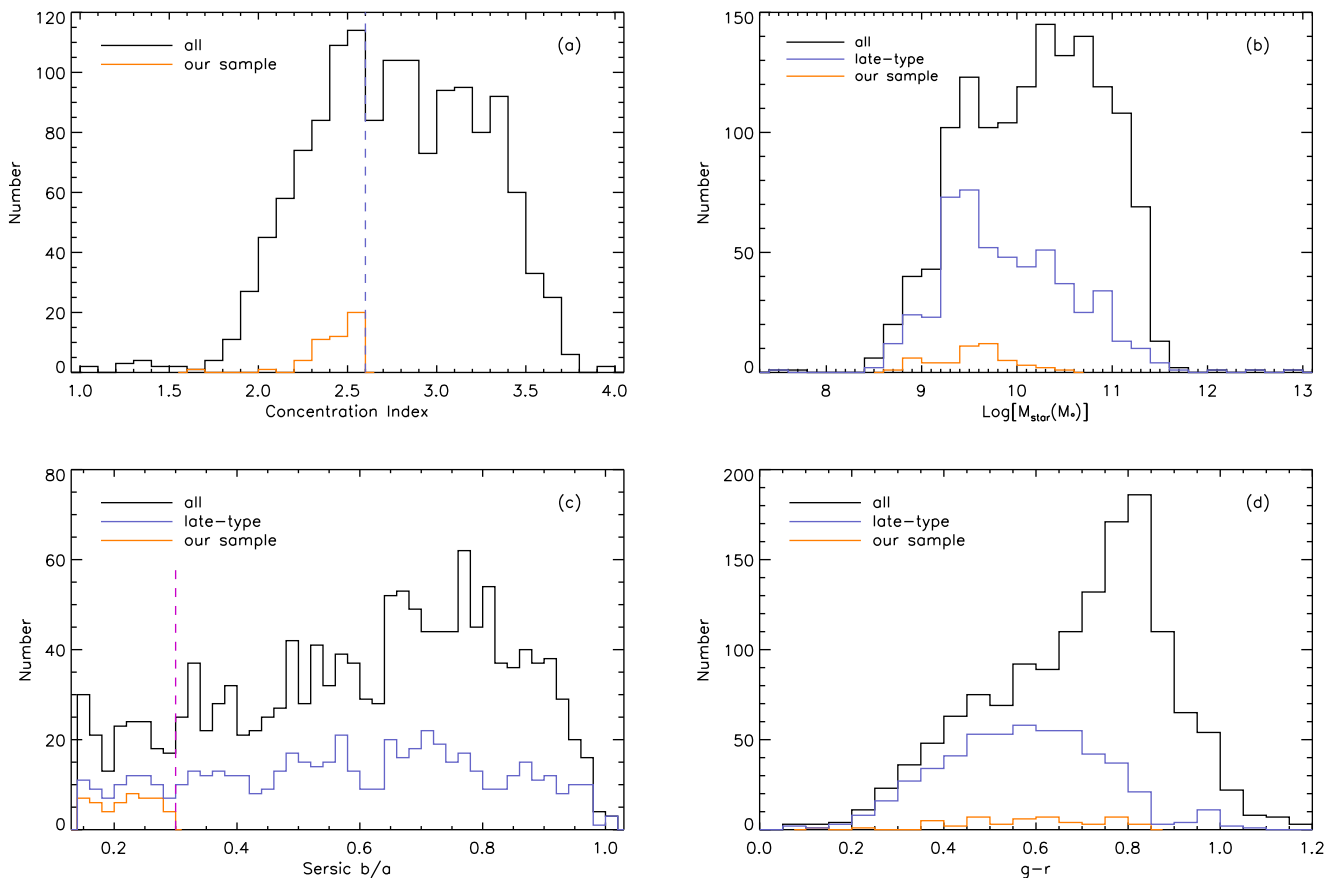 120
100
80
60
40
20
0
Number
all
our sample
(a)
1.0 1.5 2.0 2.5 3.0 3.5 4.0
Concentration Index
150
100
50
0
Number
all
late-type
our sample
(b)
8 9 10 11 12 13
Log[Mstar(M∘)]
80
60
40
20
0
Number
all
late-type
our sample
(c)
0.2 0.4 0.6 0.8 1.0
Sersic b/a
200
150
100
50
0
Number
all
late-type
our sample
(d)
0.0 0.2 0.4 0.6 0.8 1.0 1.2
g-r